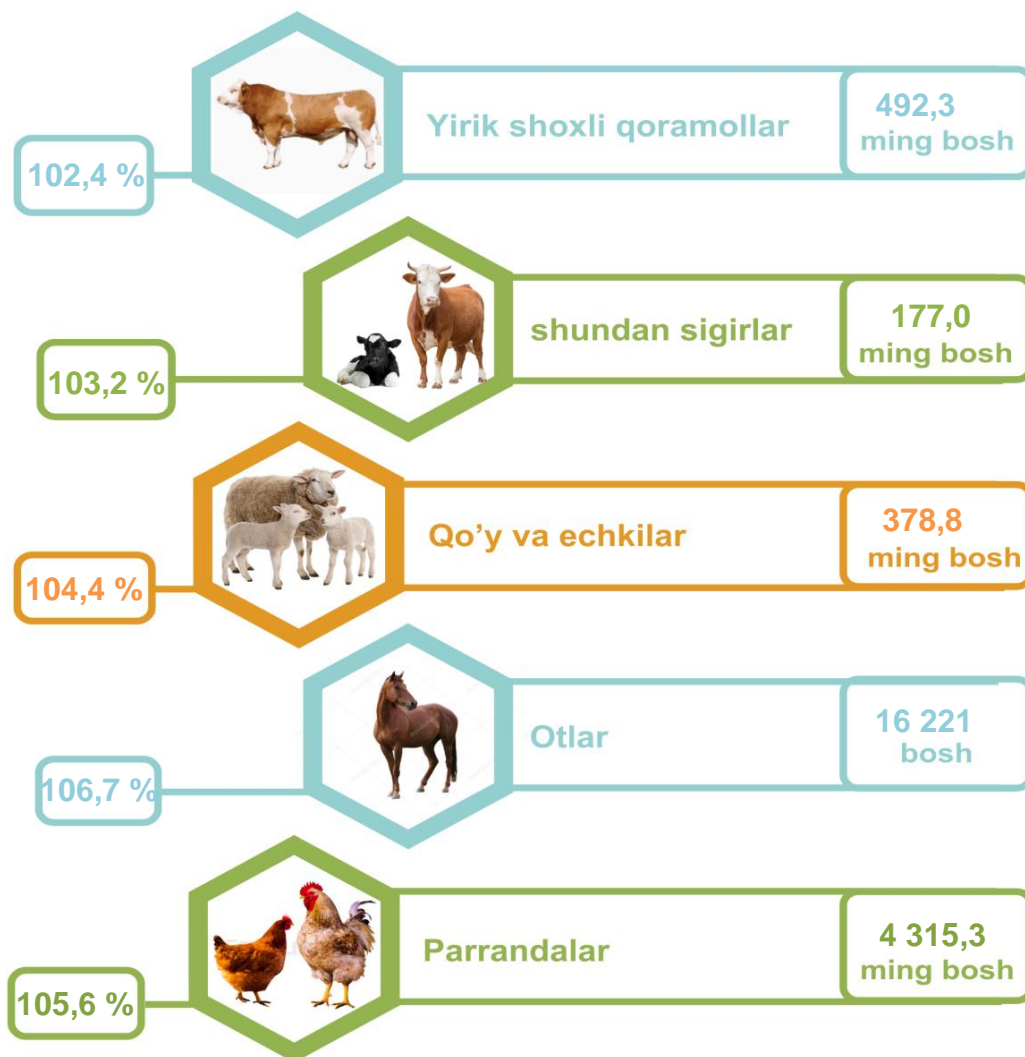 Yirik shoxli qoramollar
492,3
ming bosh
102,4 %
shundan sigirlar
177,0
ming bosh
103,2 %
Qo'y va echkilar
378,8
ming bosh
104,4 %
Otlar
16 221
bosh
106,7 %
Parrandalar
4 315,3
ming bosh
105,6 %